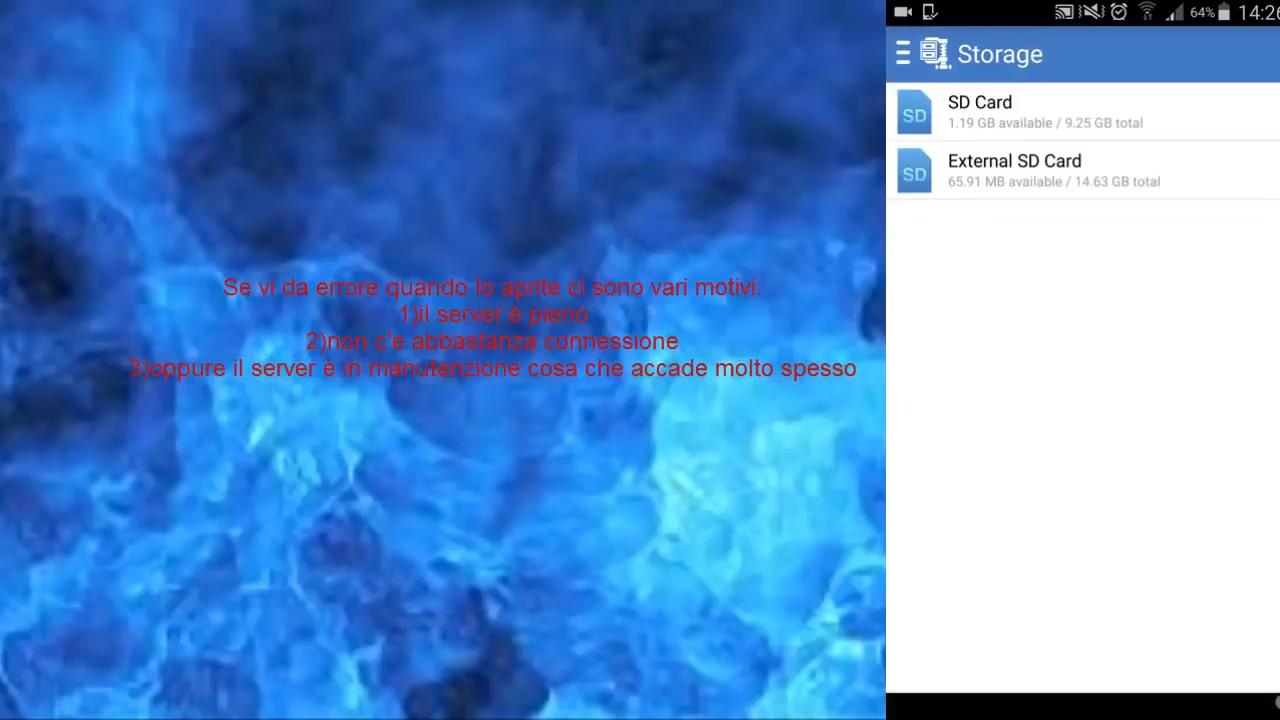 Se vi da errore quando lo aprite ci sono vari motivi:
1)il server è pieno
2)non c'e abbastanza connessione
3)oppure il server è in manutenzione cosa che accade molto spesso
64% 14:26
Storage
SD
SD Card
1.19 GB available / 9.25 GB total
SD
External SD Card
65.91 MB available / 14.63 GB total